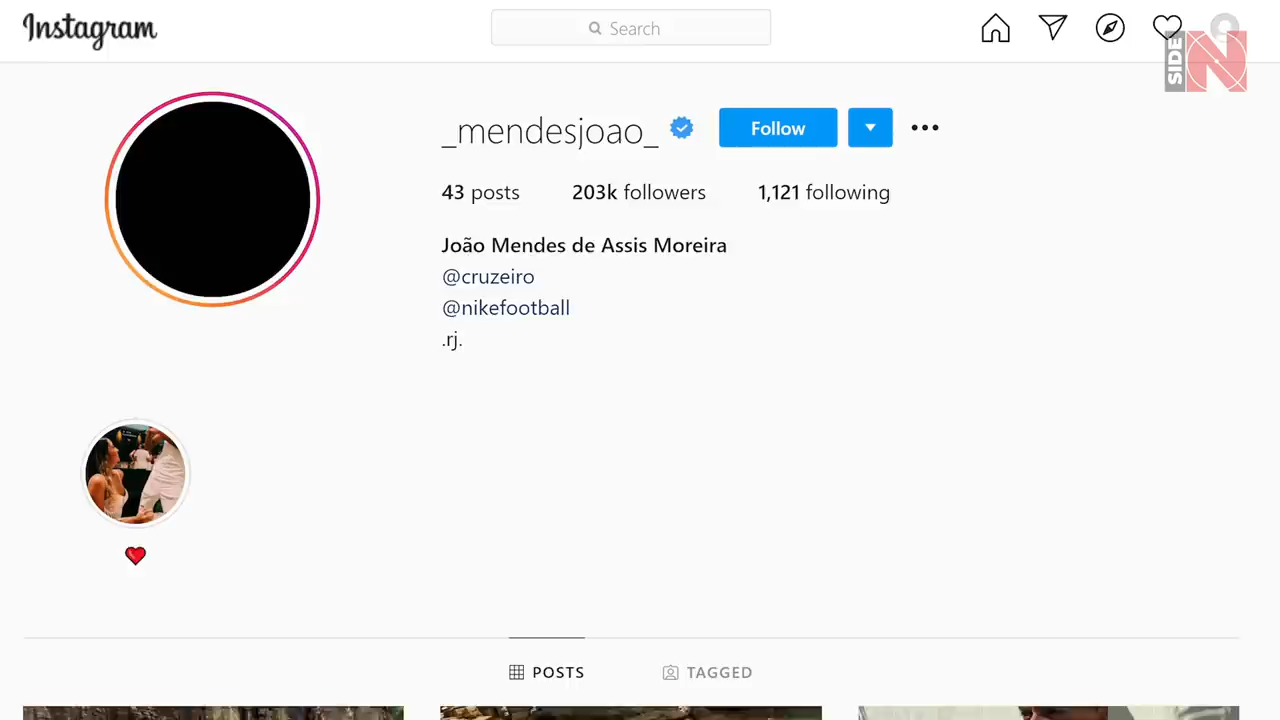 Instagram
Search
SIDE N
_mendesjoao_
Follow
43 posts 203k followers 1,121 following
João Mendes de Assis Moreira
@cruzeiro
@nikefootball
.rj.
POSTS TAGGED